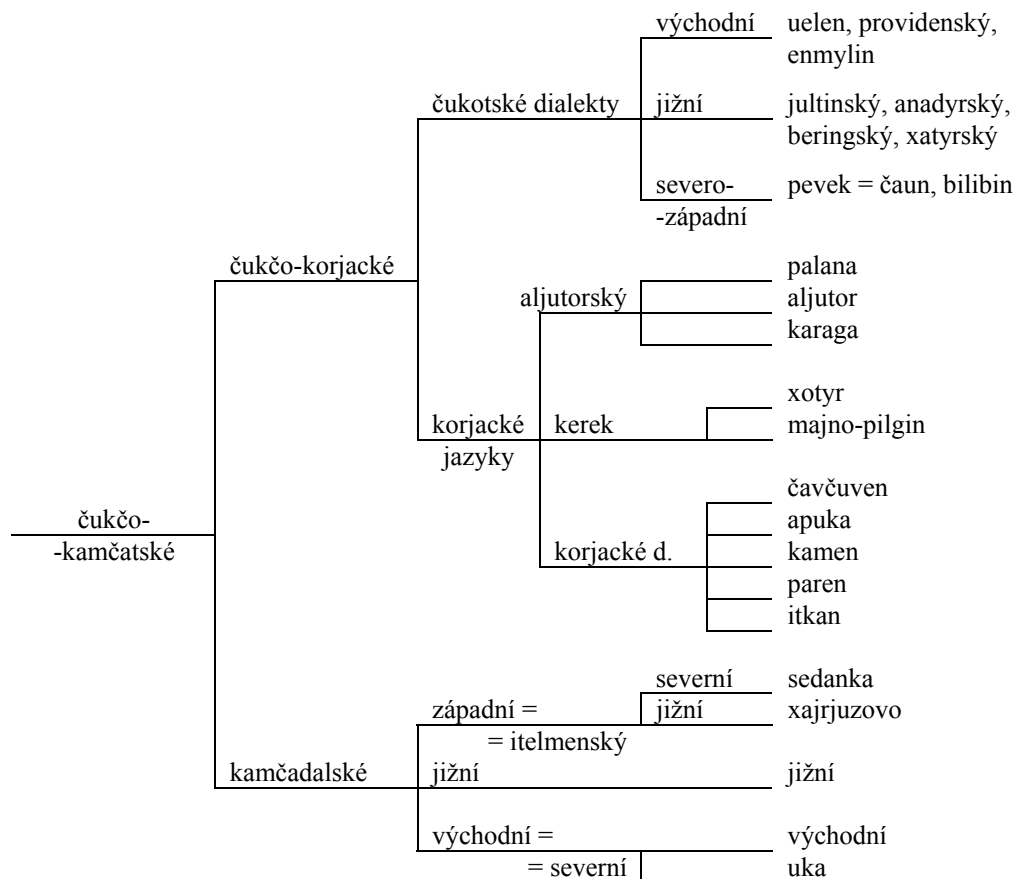 východní uelen, providenský,
enmylin
čukotské dialekty jižní jultinský, anadyrský,
beringský, xatyrský
severo- pevek = čaun, bilibin
-západní
čukčo-korjacké palana
aljutorský aljutor
karaga
xotyr
korjacké kerek majno-pilgin
jazyky
čavčuven
čukčo- apuka
-kamčatské korjacké d. kamen
paren
itkan
severní sedanka
západní = jižní xajrjuzovo
= itelmenský
kamčadalské jižní jižní
východní = východní
= severní uka